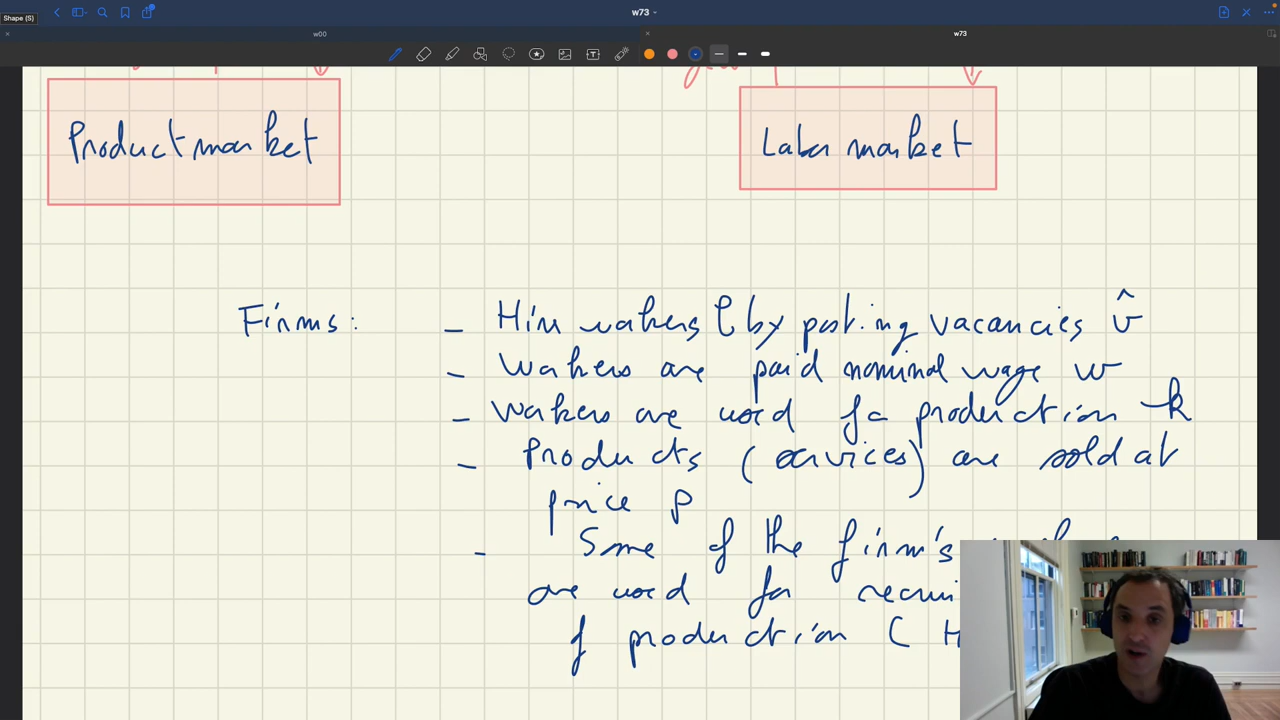 Shape (S)
w73
w00
w73
Product market
Labor market
Firms: - Hire workers l by posting vacancies v̂
- Workers are paid nominal wage w
- Workers are used for production - k
- Products (services) are sold at
price p
- Some of the firm's
are used for
of production (